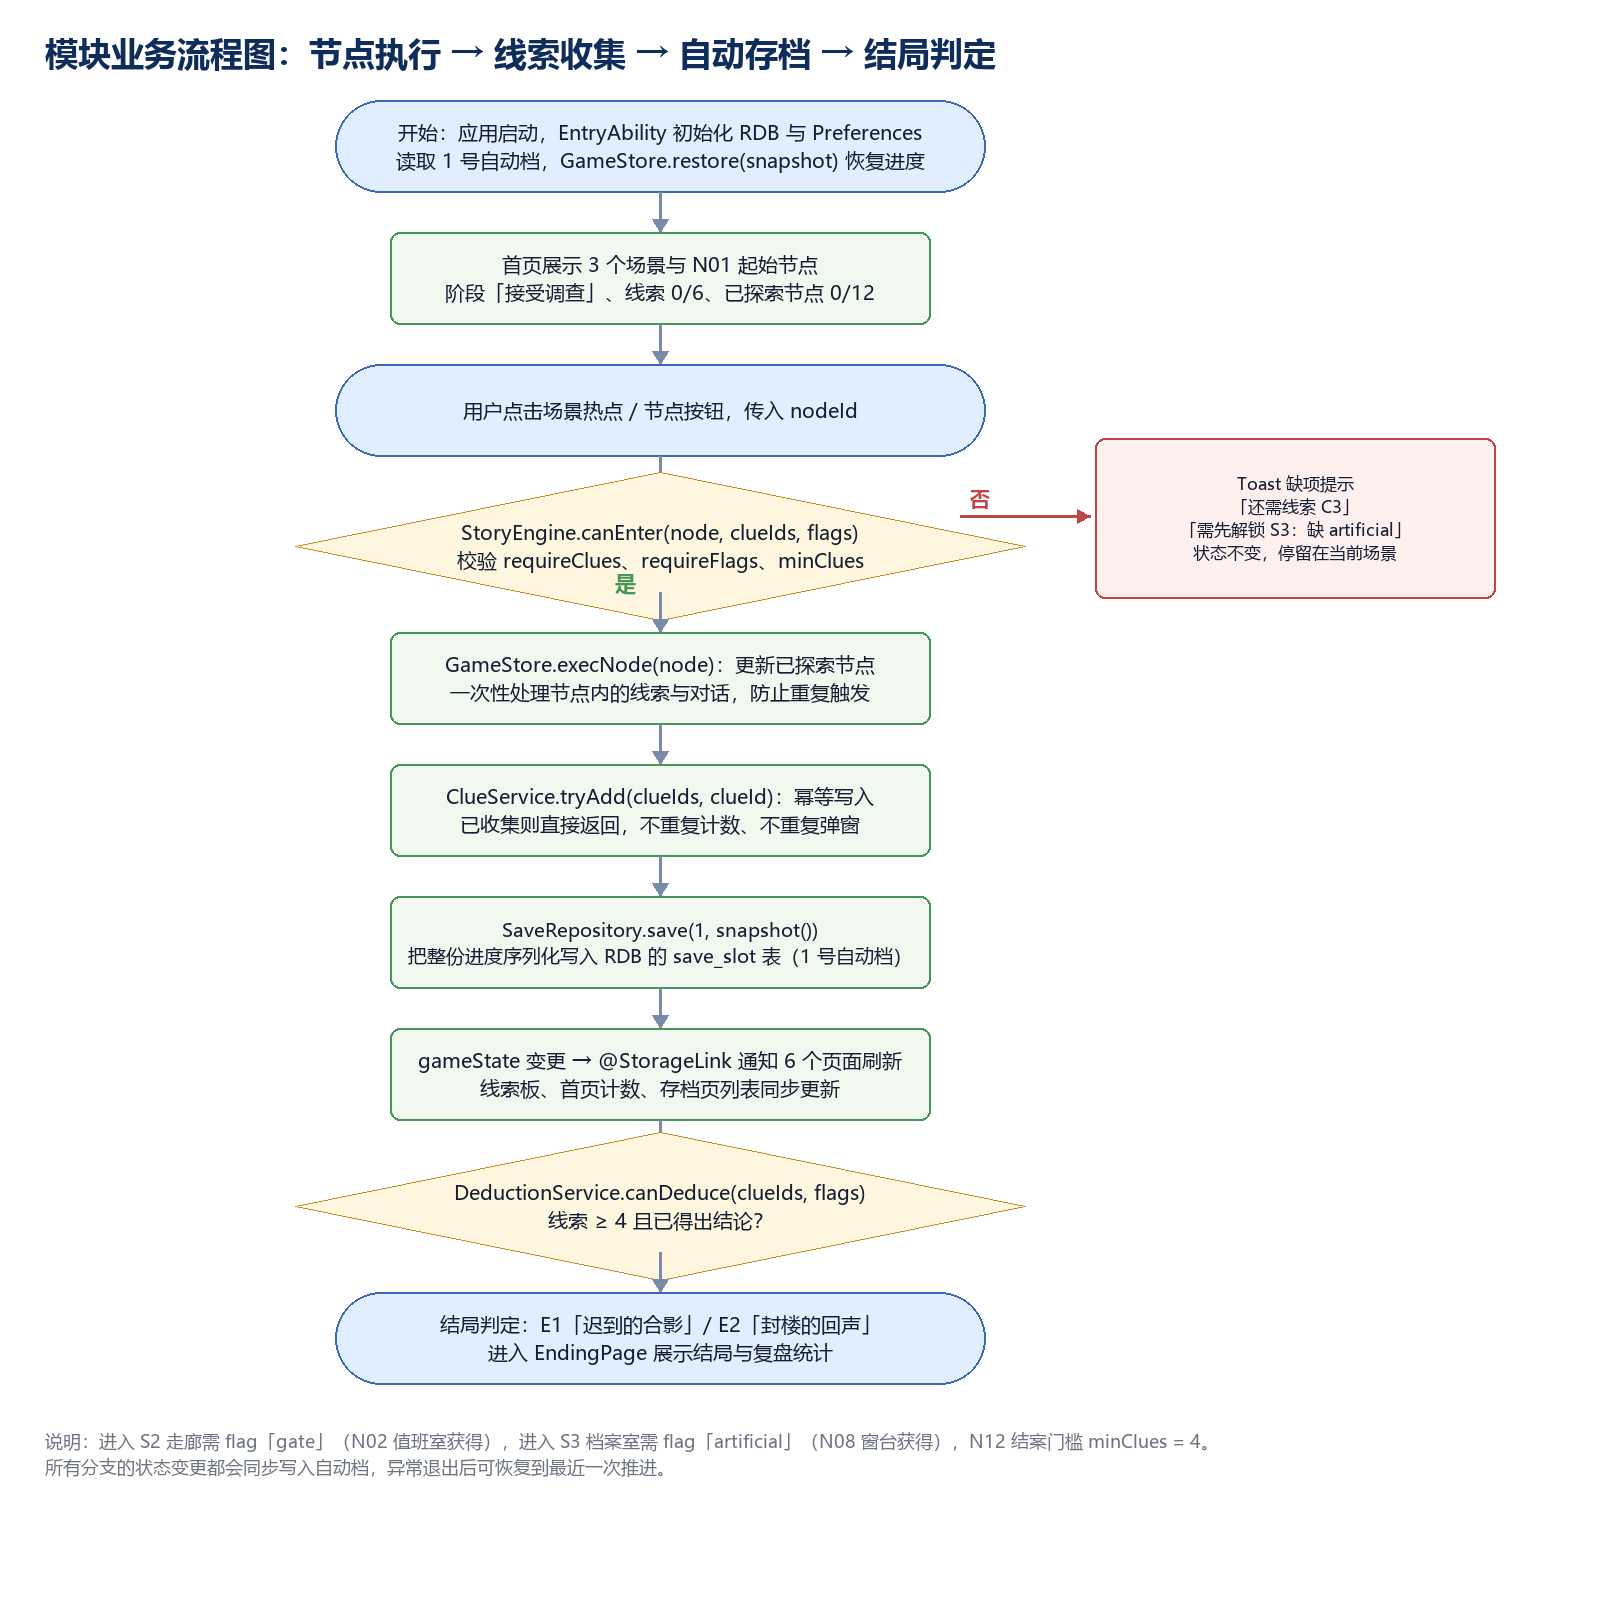 模块业务流程图：节点执行 → 线索收集 → 自动存档 → 结局判定
开始：应用启动，EntryAbility 初始化 RDB 与 Preferences
读取 1 号自动档，GameStore.restore(snapshot) 恢复进度
首页展示 3 个场景与 N01 起始节点
阶段「接受调查」、线索 0/6、已探索节点 0/12
用户点击场景热点 / 节点按钮，传入 nodeId
StoryEngine.canEnter(node, clueIds, flags)
校验 requireClues、requireFlags、minClues
否
Toast 缺项提示
「还需线索 C3」
「需先解锁 S3：缺 artificial」
状态不变，停留在当前场景
是
GameStore.execNode(node)：更新已探索节点
一次性处理节点内的线索与对话，防止重复触发
ClueService.tryAdd(clueIds, clueId)：幂等写入
已收集则直接返回，不重复计数、不重复弹窗
SaveRepository.save(1, snapshot())
把整份进度序列化写入 RDB 的 save_slot 表（1 号自动档）
gameState 变更 → @StorageLink 通知 6 个页面刷新
线索板、首页计数、存档页列表同步更新
DeductionService.canDeduce(clueIds, flags)
线索 ≥ 4 且已得出结论？
结局判定：E1「迟到的合影」/ E2「封楼的回声」
进入 EndingPage 展示结局与复盘统计
说明：进入 S2 走廊需 flag「gate」（N02 值班室获得），进入 S3 档案室需 flag「artificial」（N08 窗台获得），N12 结案门槛 minClues = 4。
所有分支的状态变更都会同步写入自动档，异常退出后可恢复到最近一次推进。